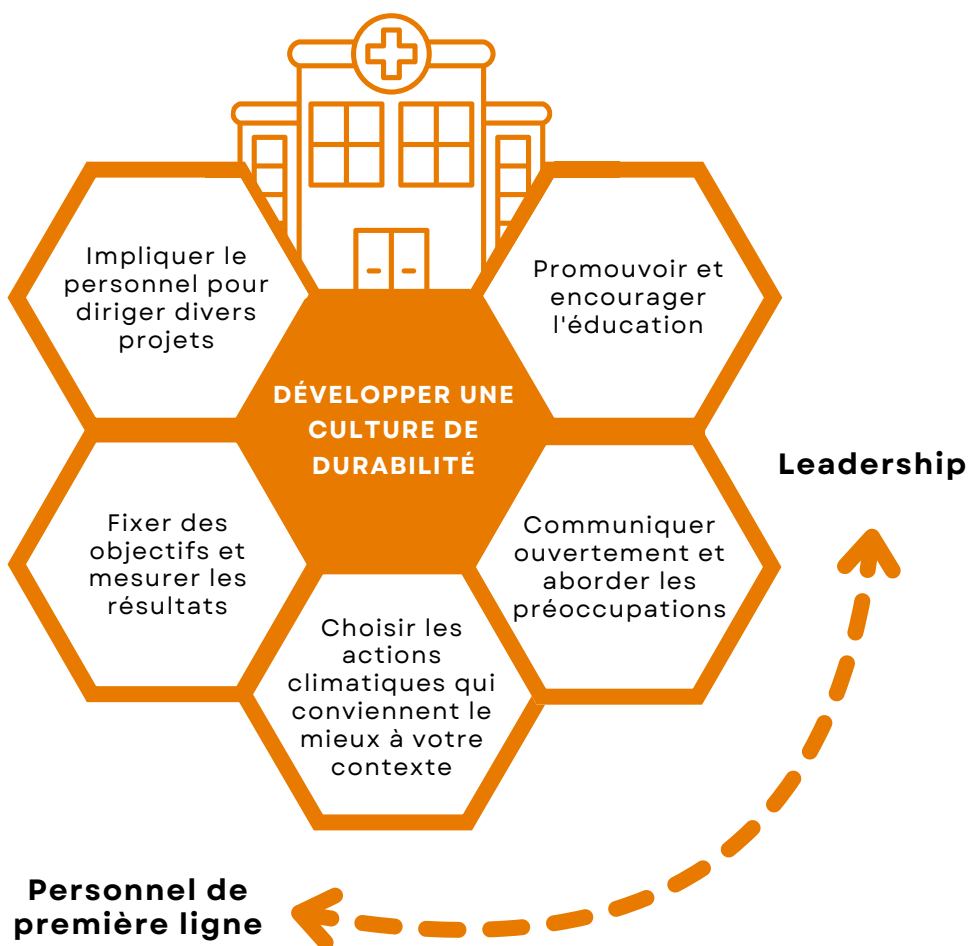 Impliquer le
personnel pour
diriger divers
projets
Promouvoir et
encourager
l'éducation
DÉVELOPPER UNE
CULTURE DE
DURABILITÉ
Leadership
Fixer des
objectifs et
mesurer les
résultats
Communiquer
ouvertement et
aborder les
préoccupations
Choisir les
actions
climatiques qui
conviennent le
mieux à votre
contexte
Personnel de
première ligne